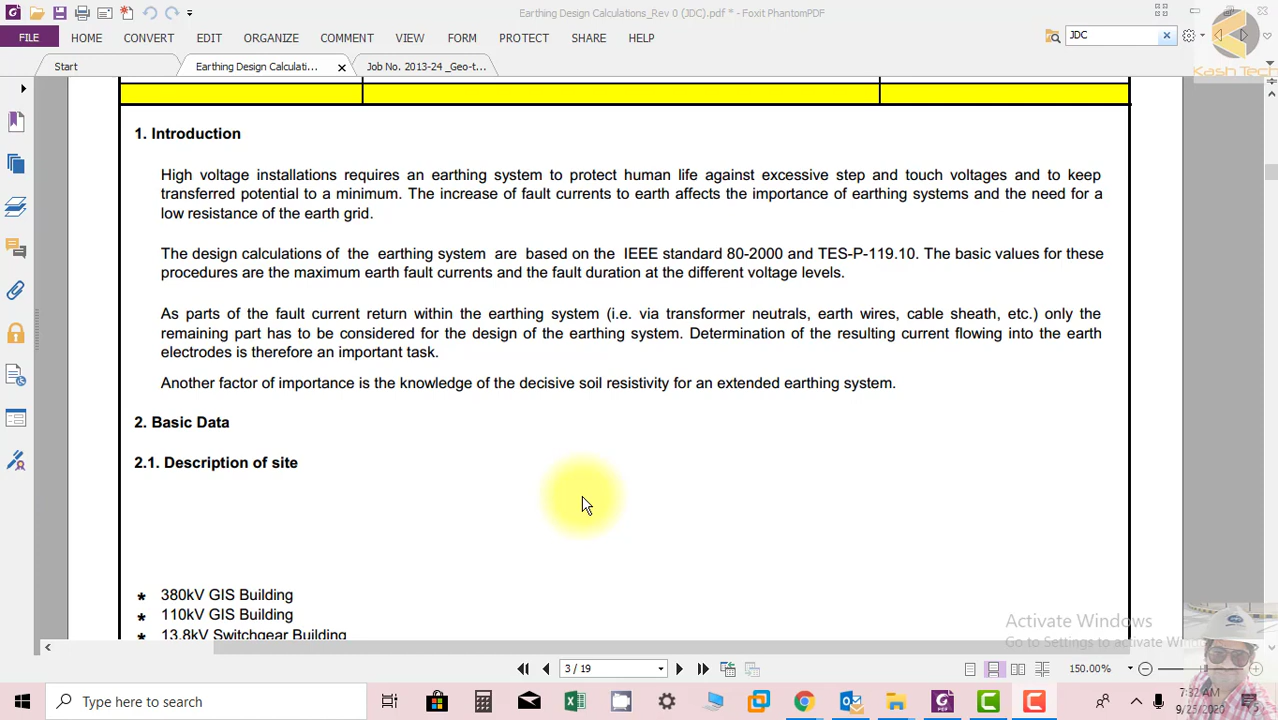 Earthing Design Calculations_Rev 0 (JDC).pdf * - Foxit PhantomPDF
FILE HOME CONVERT EDIT ORGANIZE COMMENT VIEW FORM PROTECT SHARE HELP JDC
Kash Tech
Start Earthing Design Calculati... Job No. 2013-24 _Geo-t...
1. Introduction
High voltage installations requires an earthing system to protect human life against excessive step and touch voltages and to keep
transferred potential to a minimum. The increase of fault currents to earth affects the importance of earthing systems and the need for a
low resistance of the earth grid.
The design calculations of the earthing system are based on the IEEE standard 80-2000 and TES-P-119.10. The basic values for these
procedures are the maximum earth fault currents and the fault duration at the different voltage levels.
As parts of the fault current return within the earthing system (i.e. via transformer neutrals, earth wires, cable sheath, etc.) only the
remaining part has to be considered for the design of the earthing system. Determination of the resulting current flowing into the earth
electrodes is therefore an important task.
Another factor of importance is the knowledge of the decisive soil resistivity for an extended earthing system.
2. Basic Data
2.1. Description of site
* 380kV GIS Building
* 110kV GIS Building
* 13.8kV Switchgear Building
Activate Windows
Go to Settings to activate Win
3 / 19 150.00%
Type here to search 7:32 AM
9/25/2020